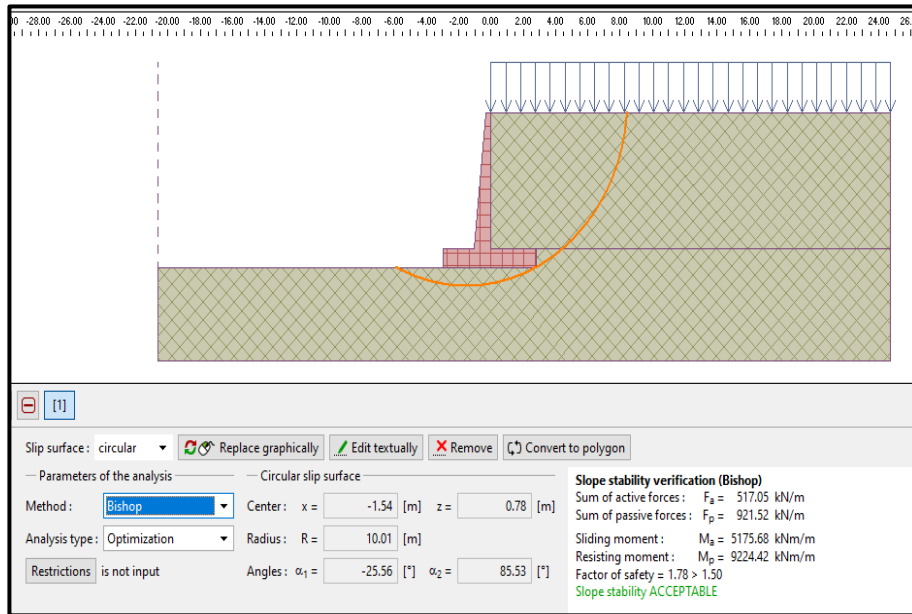 00 -28.00 -26.00 -24.00 -22.00 -20.00 -18.00 -16.00 -14.00 -12.00 -10.00 -8.00 -6.00 -4.00 -2.00 0.00 2.00 4.00 6.00 8.00 10.00 12.00 14.00 16.00 18.00 20.00 22.00 24.00 26.
[1]
Slip surface : circular Replace graphically Edit textually Remove Convert to polygon
Parameters of the analysis
Method : Bishop
Analysis type : Optimization
Restrictions is not input
Circular slip surface
Center : x = -1.54 [m] z = 0.78 [m]
Radius : R = 10.01 [m]
Angles : α1 = -25.56 [°] α2 = 85.53 [°]
Slope stability verification (Bishop)
Sum of active forces : Fa = 517.05 kN/m
Sum of passive forces : Fp = 921.52 kN/m
Sliding moment : Ma = 5175.68 kNm/m
Resisting moment : Mp = 9224.42 kNm/m
Factor of safety = 1.78 > 1.50
Slope stability ACCEPTABLE